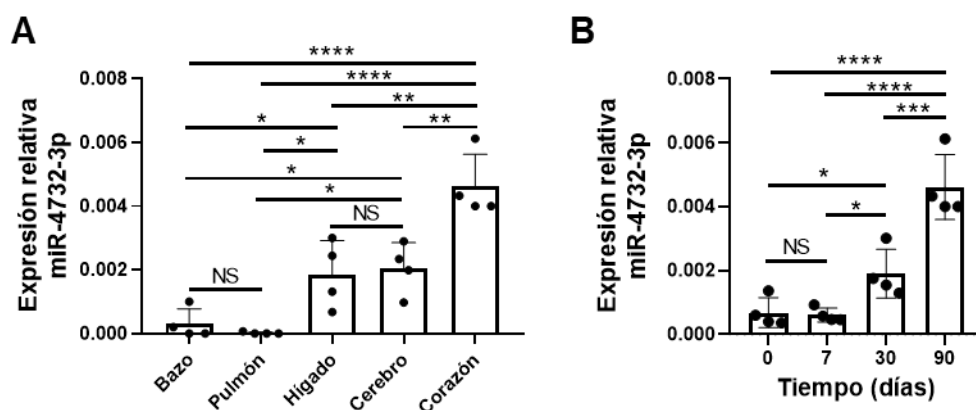 A
Expresión relativa
miR-4732-3p
0.008
0.006
0.004
0.002
0.000
****
****
**
*
**
*
*
*
NS
NS
Bazo
Pulmón
Hígado
Cerebro
Corazón
B
Expresión relativa
miR-4732-3p
0.008
0.006
0.004
0.002
0.000
****
****
***
*
*
NS
0
7
30
90
Tiempo (días)